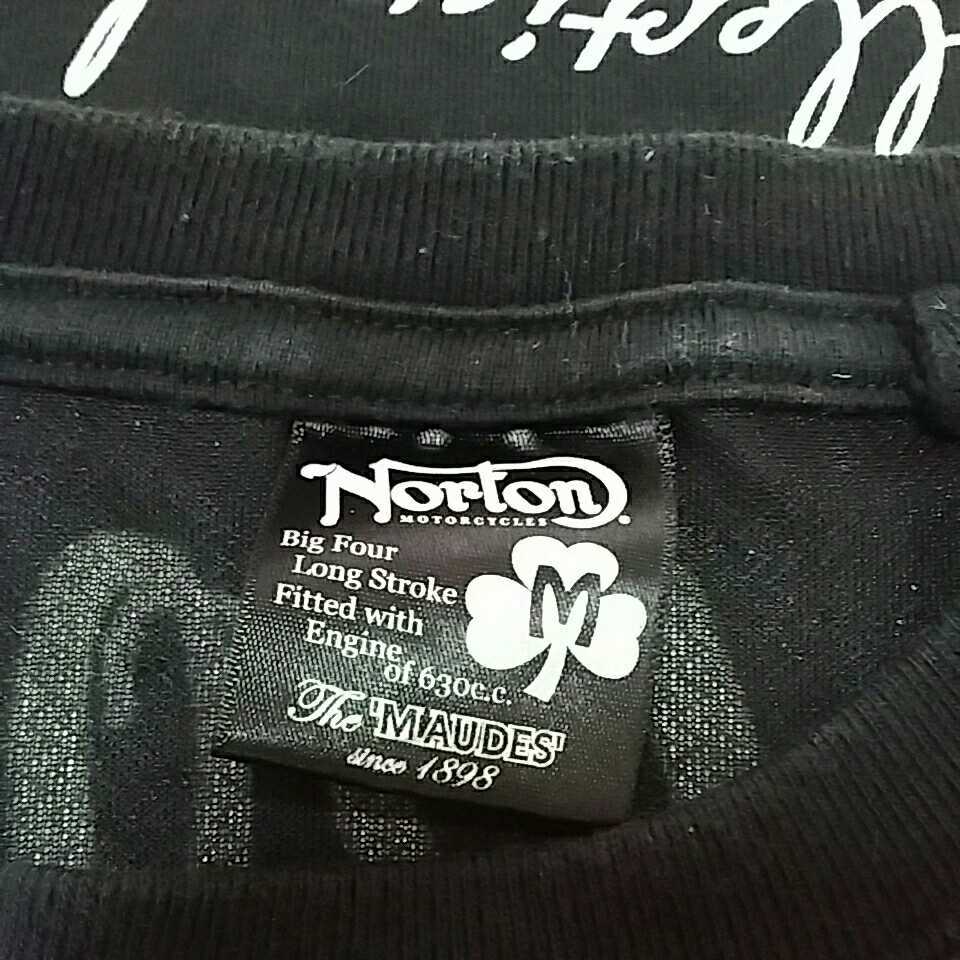 Norton
MOTORCYCLES
Big Four
Long Stroke
Fitted with
Engine
of 630c.c.
M
The 'MAUDES'
since 1898